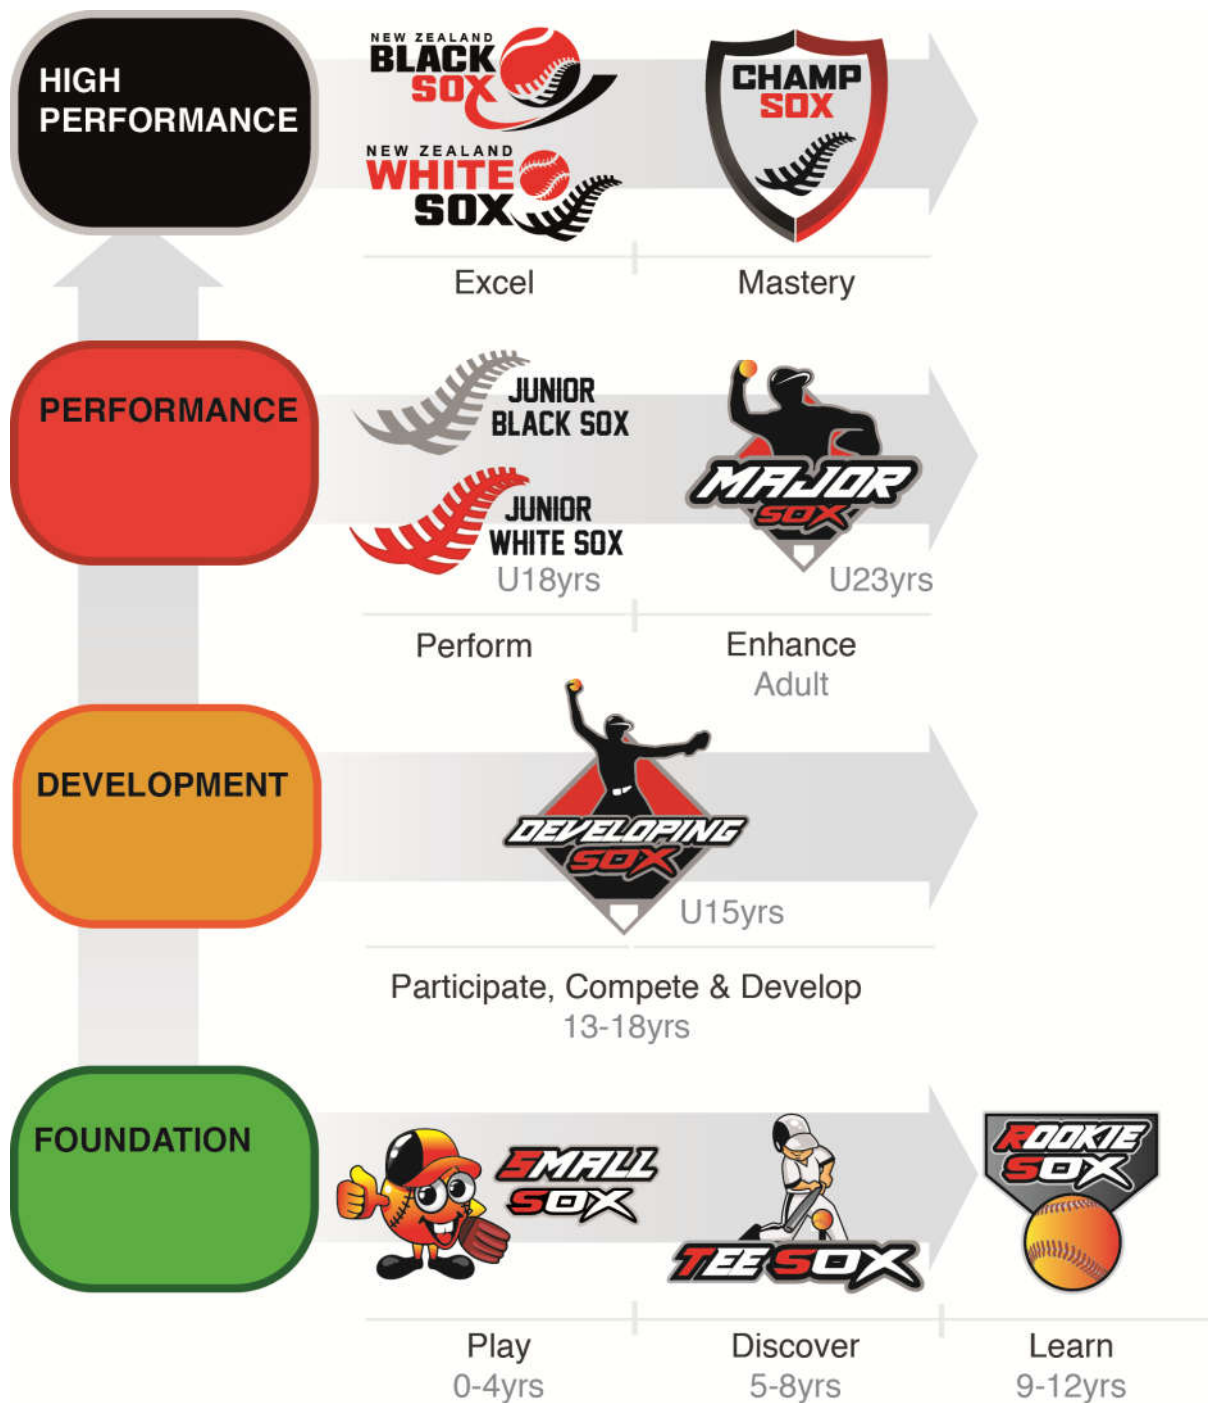 HIGH
PERFORMANCE
NEW ZEALAND
BLACK
SOX
NEW ZEALAND
WHITE
SOX
CHAMP
SOX
Excel
Mastery
PERFORMANCE
JUNIOR
BLACK SOX
JUNIOR
WHITE SOX
U18yrs
MAJOR
SOX
U23yrs
Perform
Enhance
Adult
DEVELOPMENT
DEVELOPING
SOX
U15yrs
Participate, Compete & Develop
13-18yrs
FOUNDATION
SMALL
SOX
TEE SOX
ROOKIE
SOX
Play
0-4yrs
Discover
5-8yrs
Learn
9-12yrs